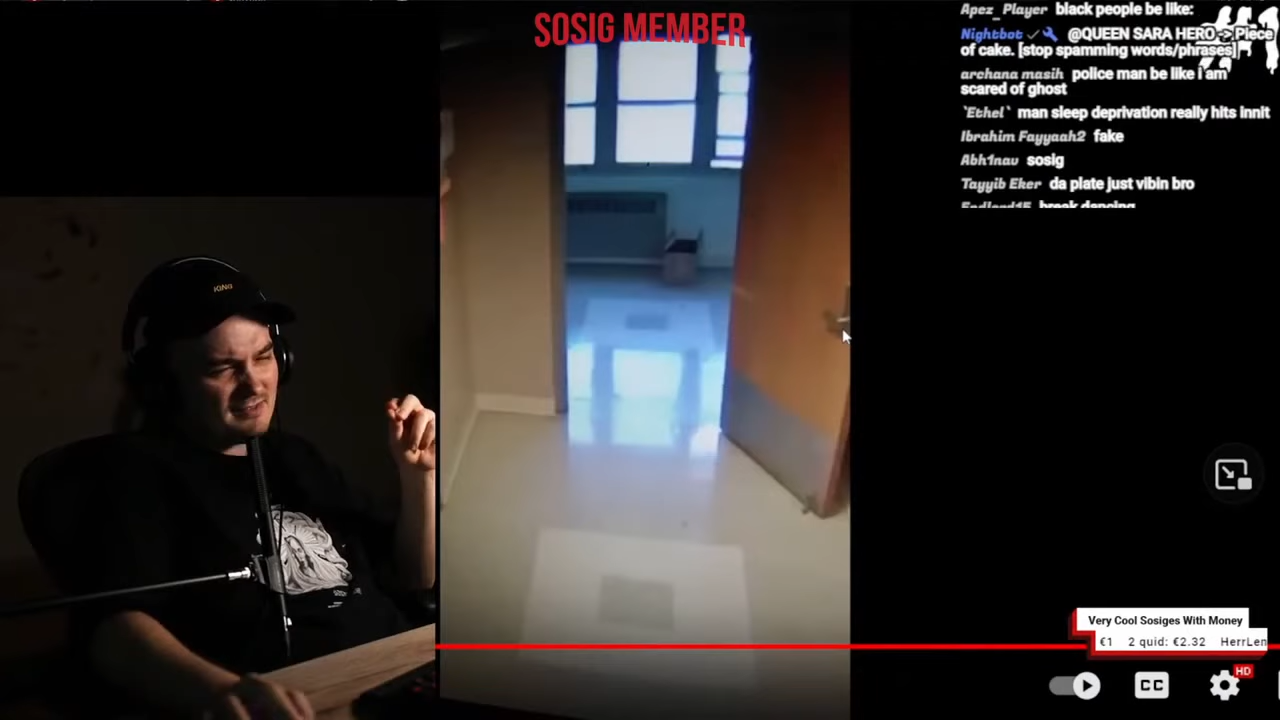 SOSIG MEMBER
Apez_Player black people be like:
#1
Nightbot @QUEEN SARA HERO -> Piece
of cake. [stop spamming words/phrases]
archana masih police man be like i am
scared of ghost
`Ethel` man sleep deprivation really hits innit
Ibrahim Fayyaah2 fake
Abh1nav sosig
Tayyib Eker da plate just vibin bro
break dancing
KING
Very Cool Sosiges With Money
€1 2 quid: €2.32 HerrLen
CC
HD